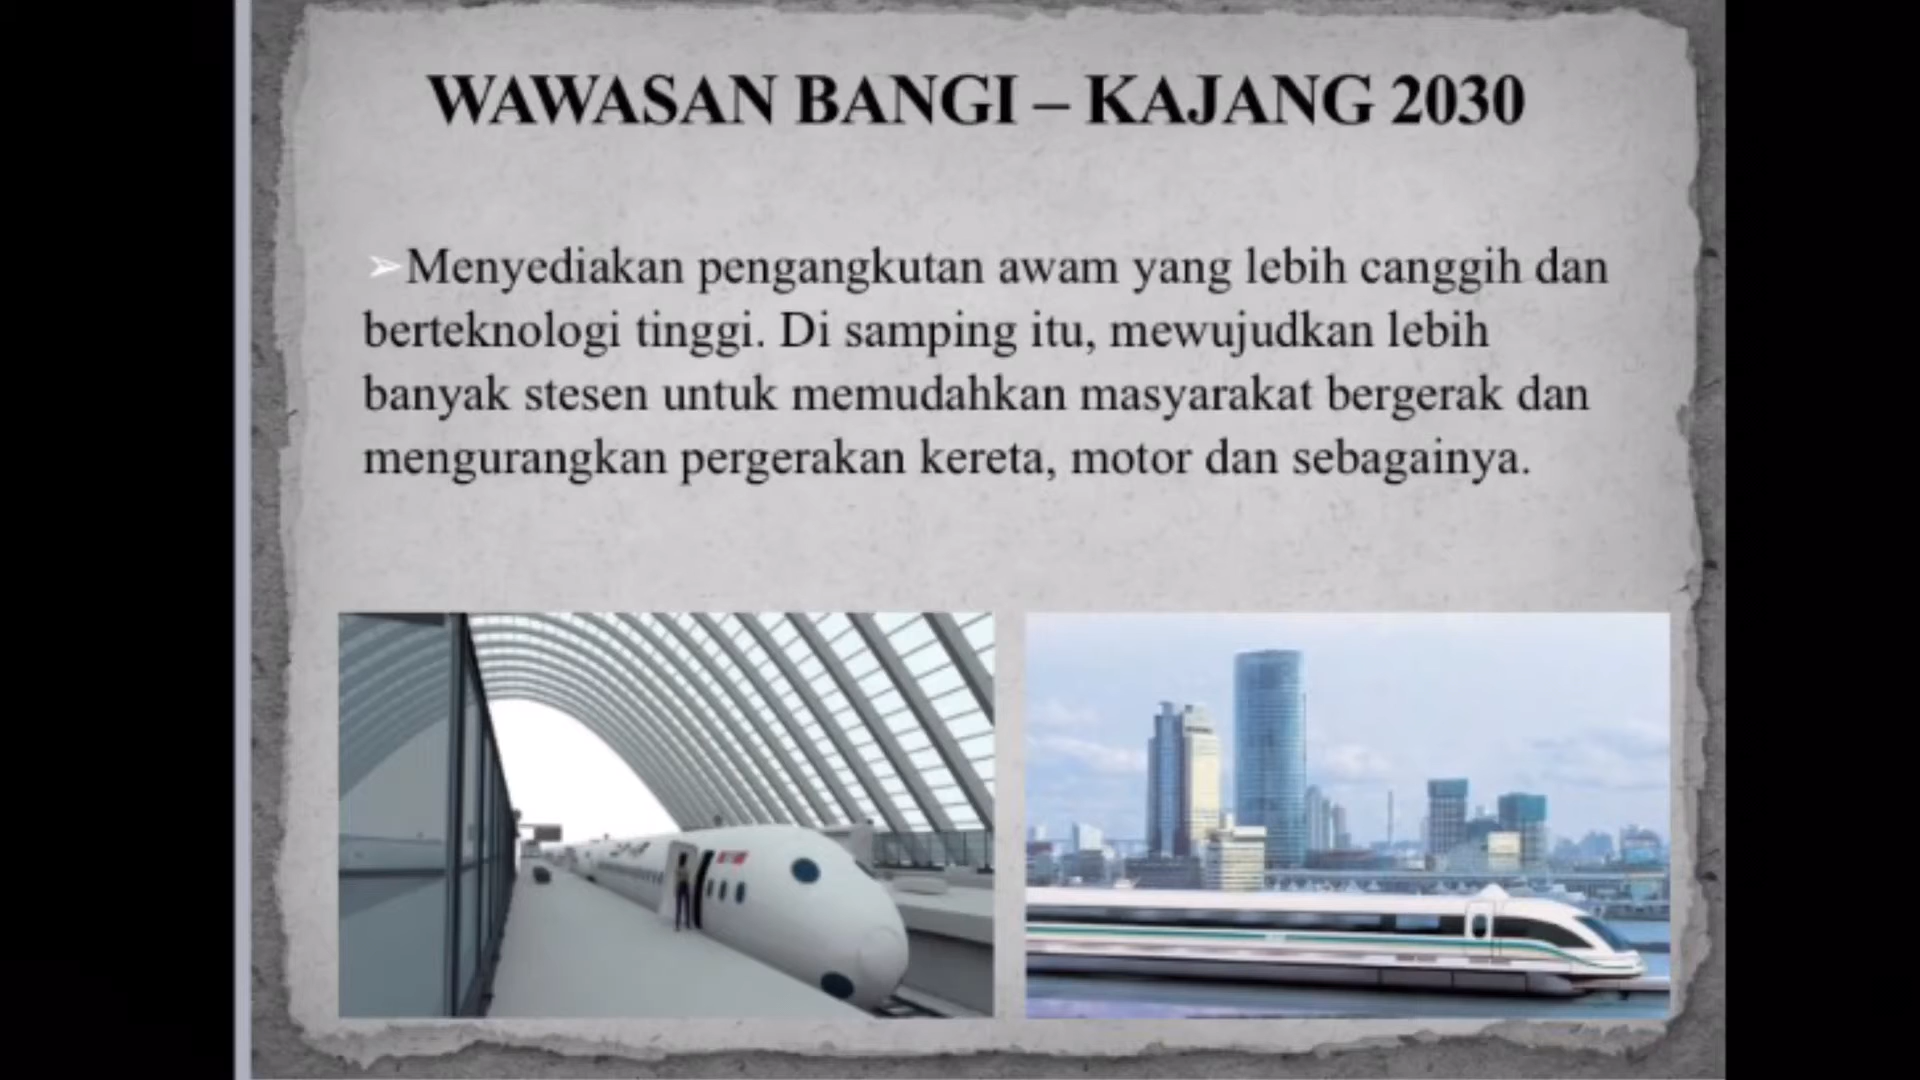 WAWASAN BANGI – KAJANG 2030
➢Menyediakan pengangkutan awam yang lebih canggih dan
berteknologi tinggi. Di samping itu, mewujudkan lebih
banyak stesen untuk memudahkan masyarakat bergerak dan
mengurangkan pergerakan kereta, motor dan sebagainya.